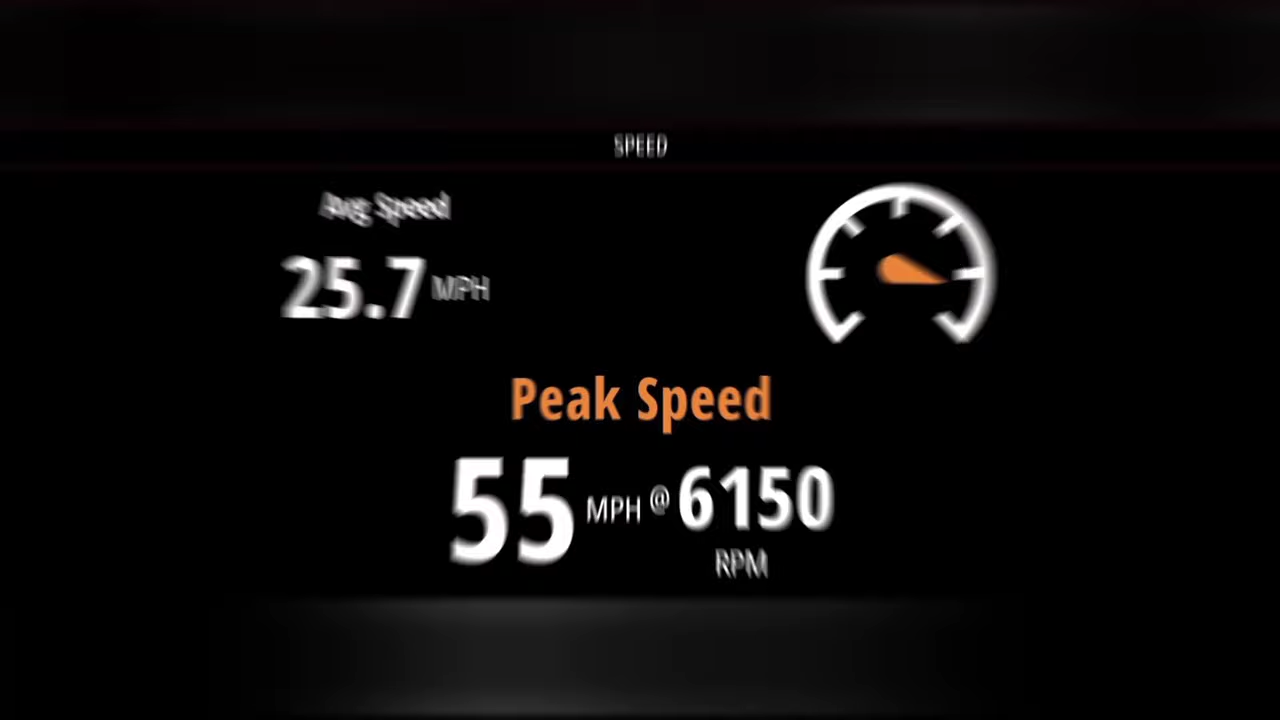 SPEED
Avg Speed
25.7 MPH
Peak Speed
55 MPH @ 6150
RPM